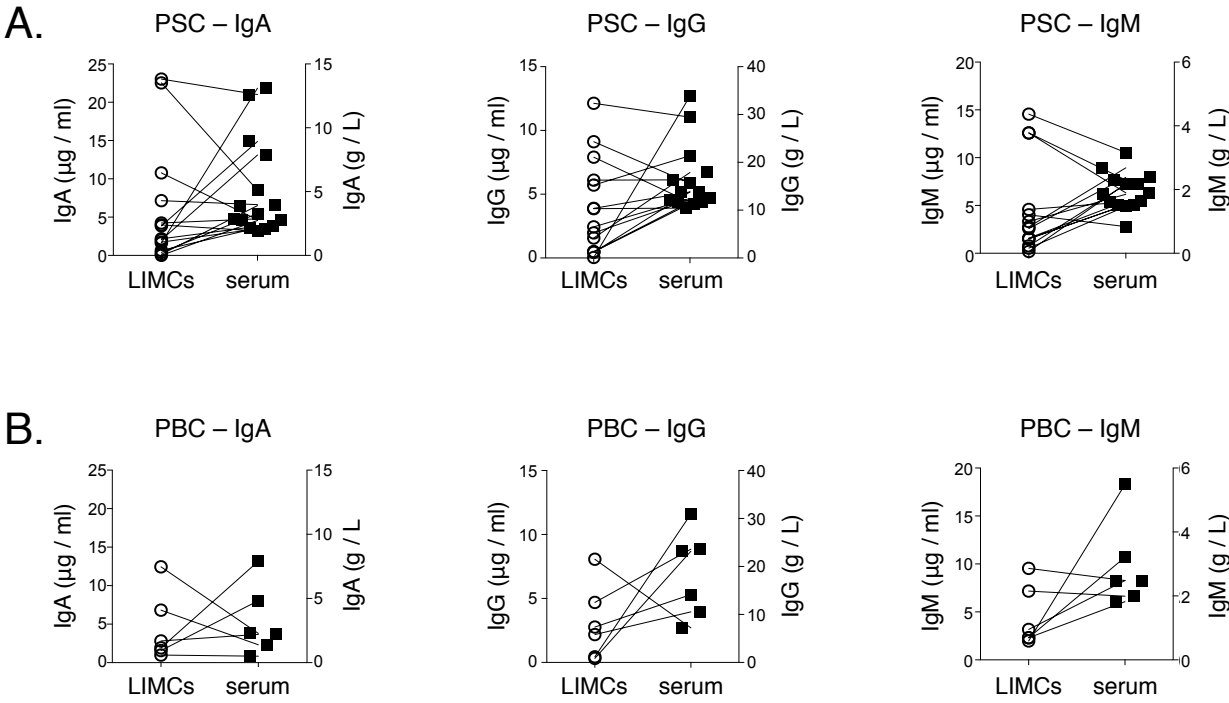 A.
PSC – IgA
PSC – IgG
PSC – IgM
IgA (µg / ml)
25
20
15
10
5
0
15
10
5
0
IgA (g / L)
LIMCs serum
IgG (µg / ml)
15
10
5
0
40
30
20
10
0
IgG (g / L)
LIMCs serum
IgM (µg / ml)
20
15
10
5
0
6
4
2
0
IgM (g / L)
LIMCs serum
B.
PBC – IgA
PBC – IgG
PBC – IgM
IgA (µg / ml)
25
20
15
10
5
0
15
10
5
0
IgA (g / L
LIMCs serum
IgG (µg / ml)
15
10
5
0
40
30
20
10
0
IgG (g / L)
LIMCs serum
IgM (µg / ml)
20
15
10
5
0
6
4
2
0
IgM (g / L)
LIMCs serum